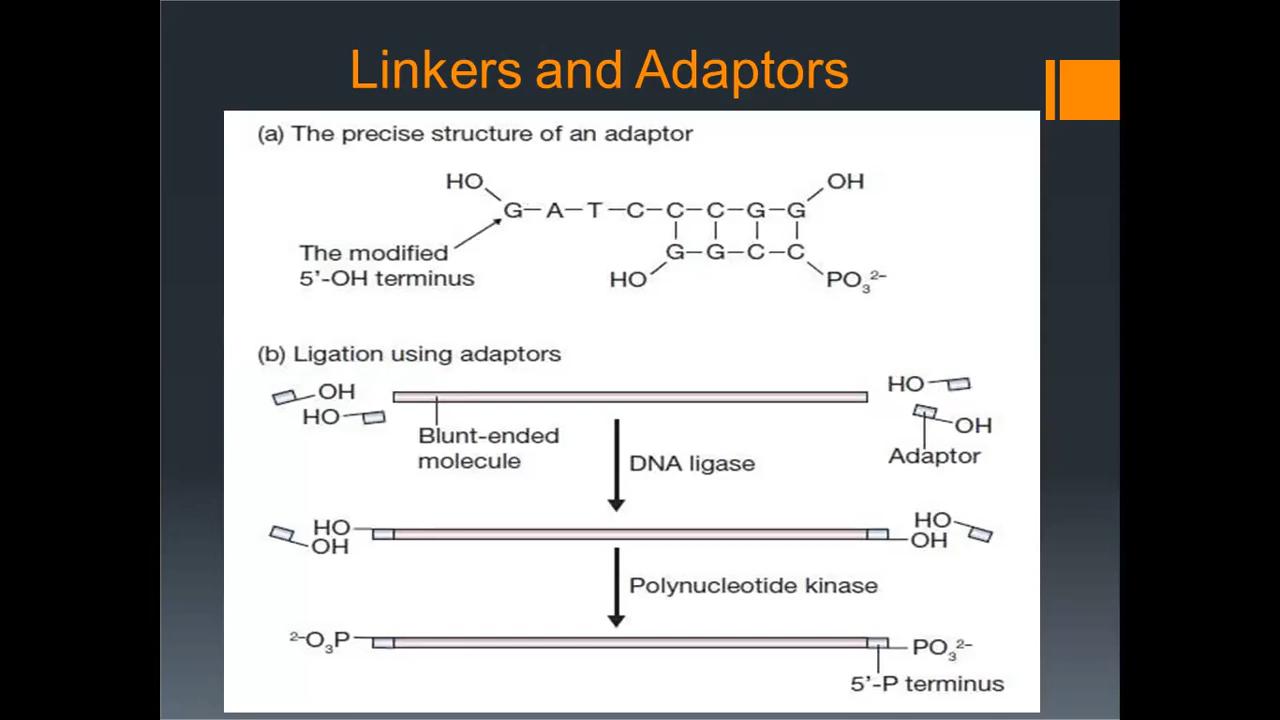 Linkers and Adaptors
(a) The precise structure of an adaptor
HO OH
G–A–T–C–C–C–G–G
The modified
5’-OH terminus
G–G–C–C
HO PO₃²⁻
(b) Ligation using adaptors
OH HO
HO OH
Blunt-ended
molecule
DNA ligase
Adaptor
HO HO
OH OH
Polynucleotide kinase
²⁻O₃P PO₃²⁻
5’-P terminus